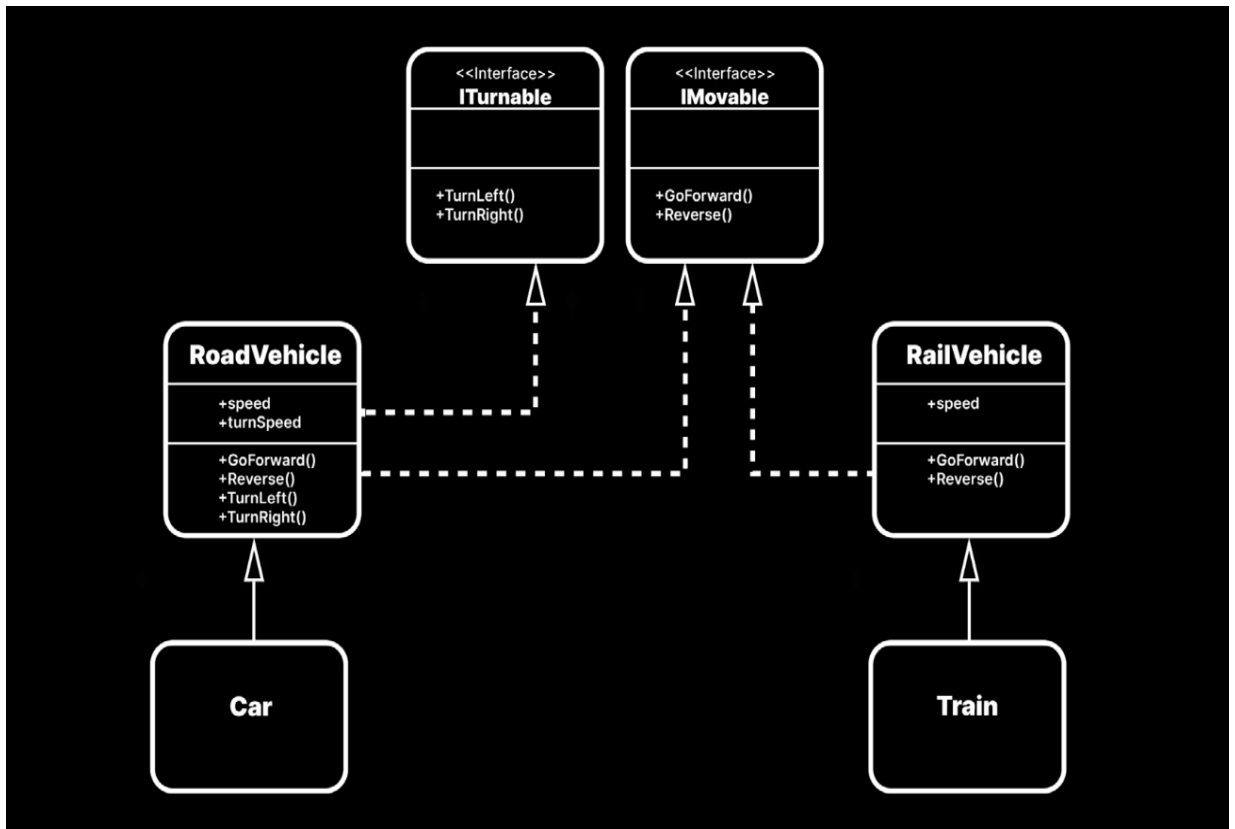 <<Interface>>
ITurnable
+TurnLeft()
+TurnRight()
<<Interface>>
IMovable
+GoForward()
+Reverse()
RoadVehicle
+speed
+turnSpeed
+GoForward()
+Reverse()
+TurnLeft()
+TurnRight()
RailVehicle
+speed
+GoForward()
+Reverse()
Car
Train